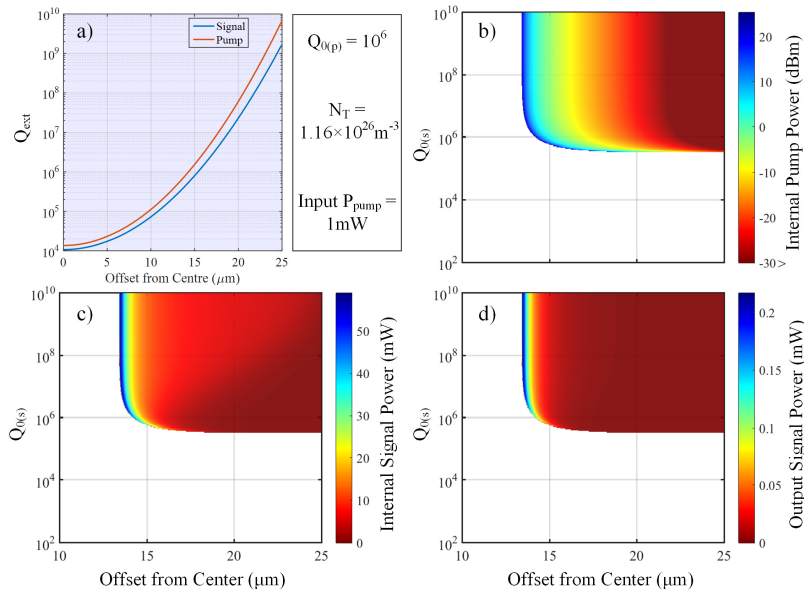 a)
Signal
Pump
Q_ext
10^10
10^9
10^8
10^7
10^6
10^5
10^4
0
5
10
15
20
25
Offset from Centre (μm)
Q_0(p) = 10^6
N_T =
1.16×10^26 m^-3
Input P_pump =
1mW
b)
Q_0(s)
10^10
10^8
10^6
10^4
10^2
20
10
0
-10
-20
-30>
Internal Pump Power (dBm)
c)
Q_0(s)
10^10
10^8
10^6
10^4
10^2
10
15
20
25
Offset from Center (μm)
50
40
30
20
10
0
Internal Signal Power (mW)
d)
Q_0(s)
10^10
10^8
10^6
10^4
10^2
10
15
20
25
Offset from Center (μm)
0.2
0.15
0.1
0.05
0
Output Signal Power (mW)